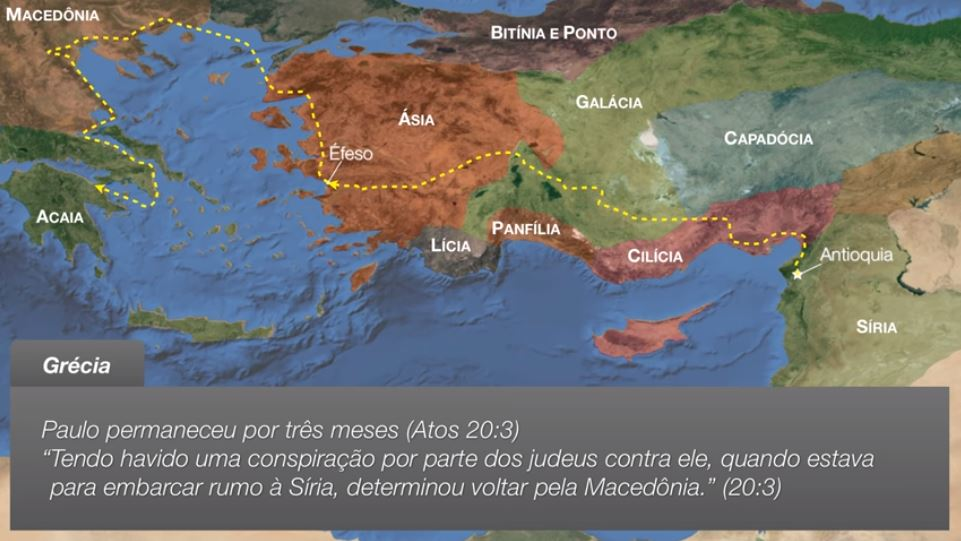 MACEDÔNIA
BITÍNIA E PONTO
GALÁCIA
ÁSIA
CAPADÓCIA
Éfeso
ACAIA
PANFÍLIA
LÍCIA
CILÍCIA
Antioquia
SÍRIA
Grécia
Paulo permaneceu por três meses (Atos 20:3)
“Tendo havido uma conspiração por parte dos judeus contra ele, quando estava
para embarcar rumo à Síria, determinou voltar pela Macedônia.” (20:3)